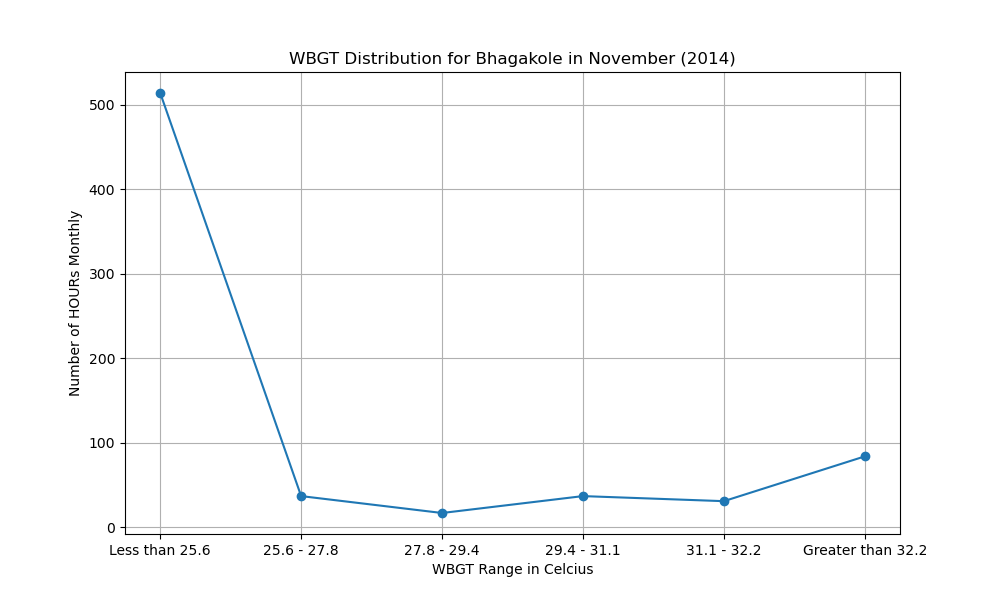 WBGT Distribution for Bhagakole in November (2014)
Number of HOURs Monthly
500
400
300
200
100
0
Less than 25.6
25.6 - 27.8
27.8 - 29.4
29.4 - 31.1
31.1 - 32.2
Greater than 32.2
WBGT Range in Celcius